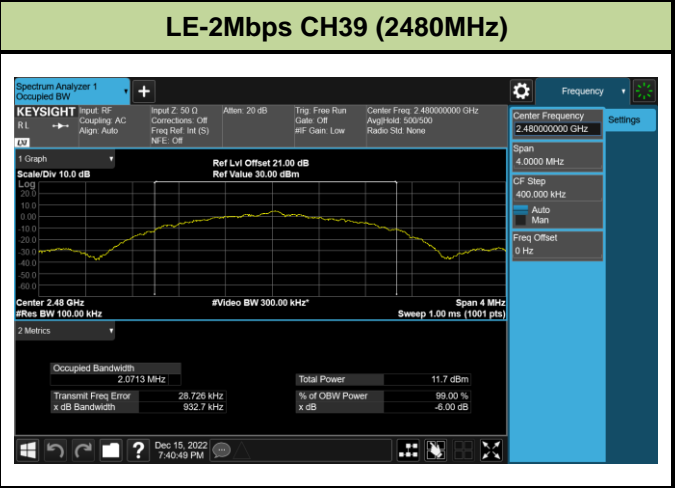 LE-2Mbps CH39 (2480MHz)
Spectrum Analyzer 1
Occupied BW
Frequency
KEYSIGHT
RL
LXI
Input: RF
Coupling: AC
Align: Auto
Input Z: 50 Ω
Corrections: Off
Freq Ref: Int (S)
NFE: Off
Atten: 20 dB
Trig: Free Run
Gate: Off
#IF Gain: Low
Center Freq: 2.480000000 GHz
Avg|Hold: 500/500
Radio Std: None
Center Frequency
2.480000000 GHz
Settings
Span
4.0000 MHz
CF Step
400.000 kHz
Auto
Man
Freq Offset
0 Hz
1 Graph
Scale/Div 10.0 dB
Ref Lvl Offset 21.00 dB
Ref Value 30.00 dBm
Log
20.0
10.0
0.00
-10.0
-20.0
-30.0
-40.0
-50.0
-60.0
Center 2.48 GHz
#Res BW 100.00 kHz
#Video BW 300.00 kHz*
Span 4 MHz
Sweep 1.00 ms (1001 pts)
2 Metrics
Occupied Bandwidth
2.0713 MHz
Total Power 11.7 dBm
Transmit Freq Error 28.726 kHz
% of OBW Power 99.00 %
x dB Bandwidth 932.7 kHz
x dB -6.00 dB
?
Dec 15, 2022
7:40:49 PM